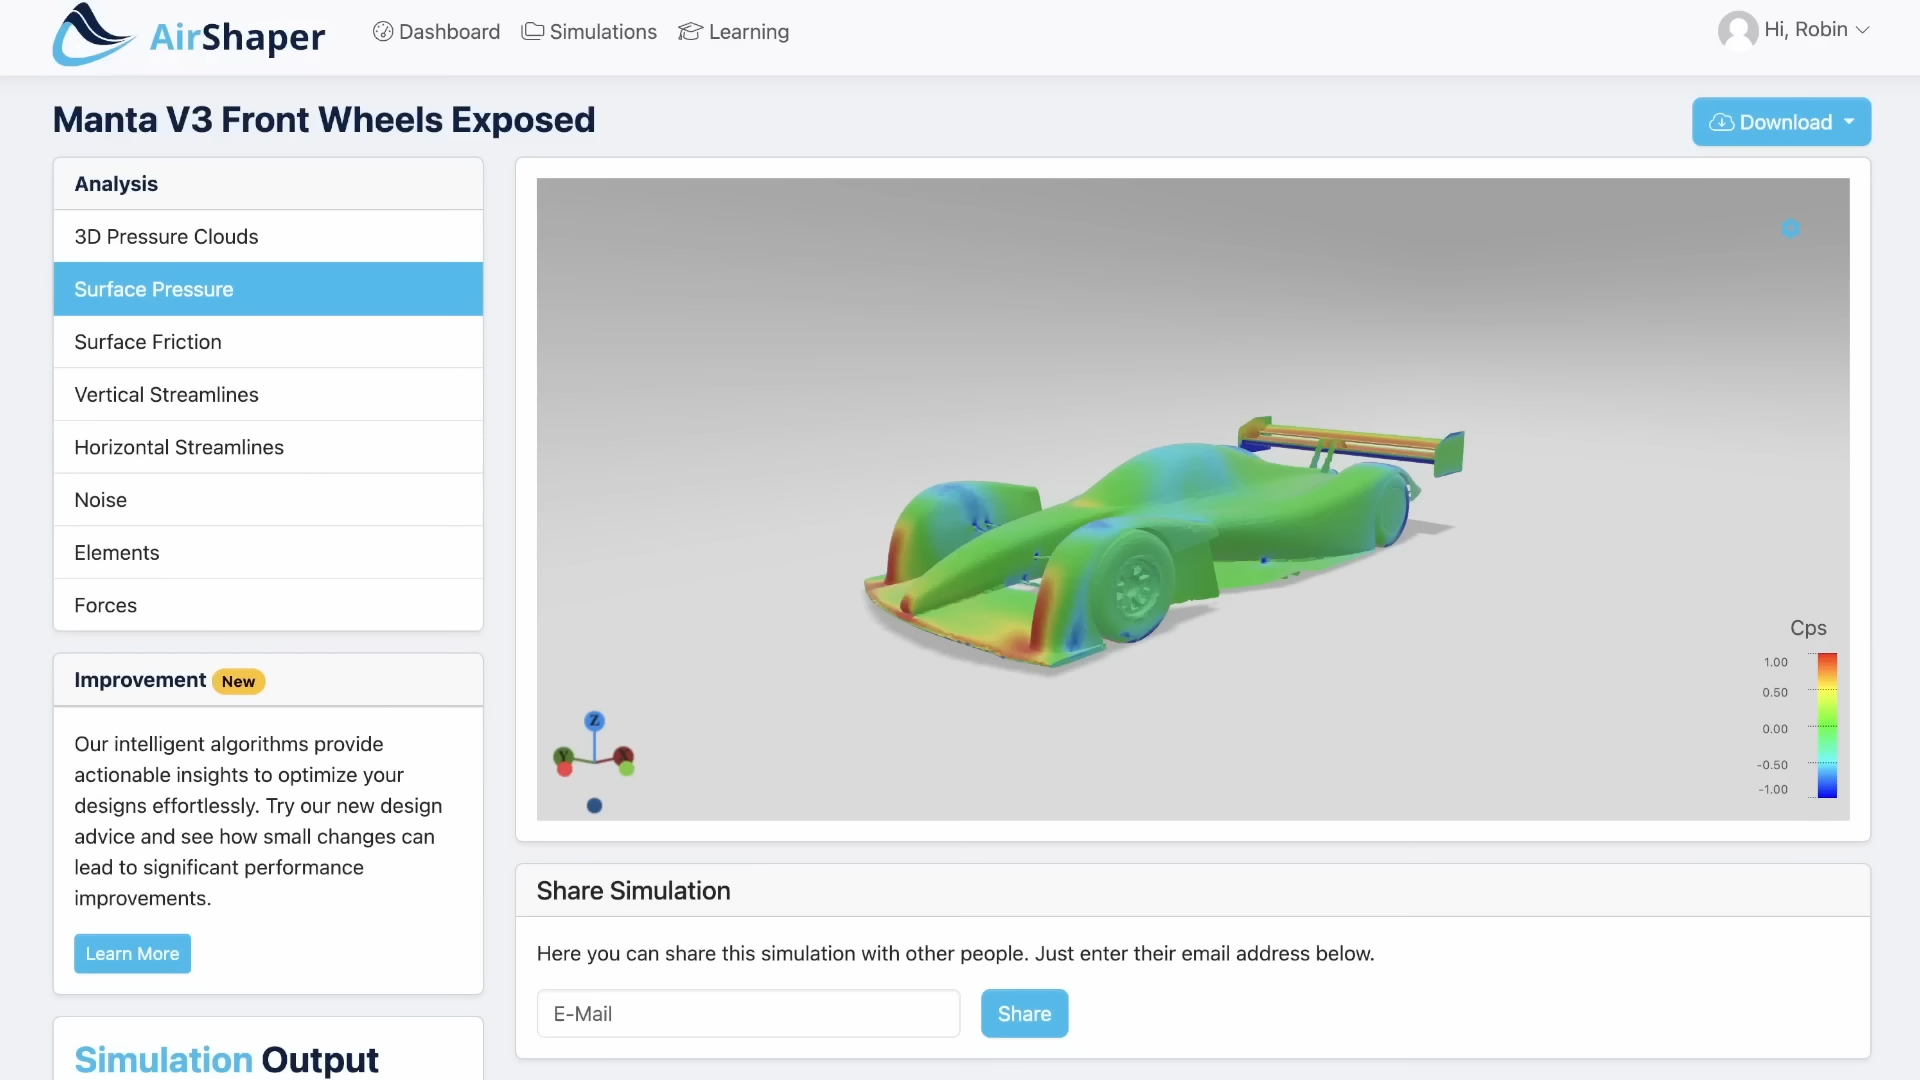 AirShaper
Dashboard
Simulations
Learning
Hi, Robin
Manta V3 Front Wheels Exposed
Download
Analysis
3D Pressure Clouds
Surface Pressure
Surface Friction
Vertical Streamlines
Horizontal Streamlines
Noise
Elements
Forces
Improvement New
Our intelligent algorithms provide
actionable insights to optimize your
designs effortlessly. Try our new design
advice and see how small changes can
lead to significant performance
improvements.
Learn More
Simulation Output
Z
Y
X
Cps
1.00
0.50
0.00
-0.50
-1.00
Share Simulation
Here you can share this simulation with other people. Just enter their email address below.
E-Mail
Share